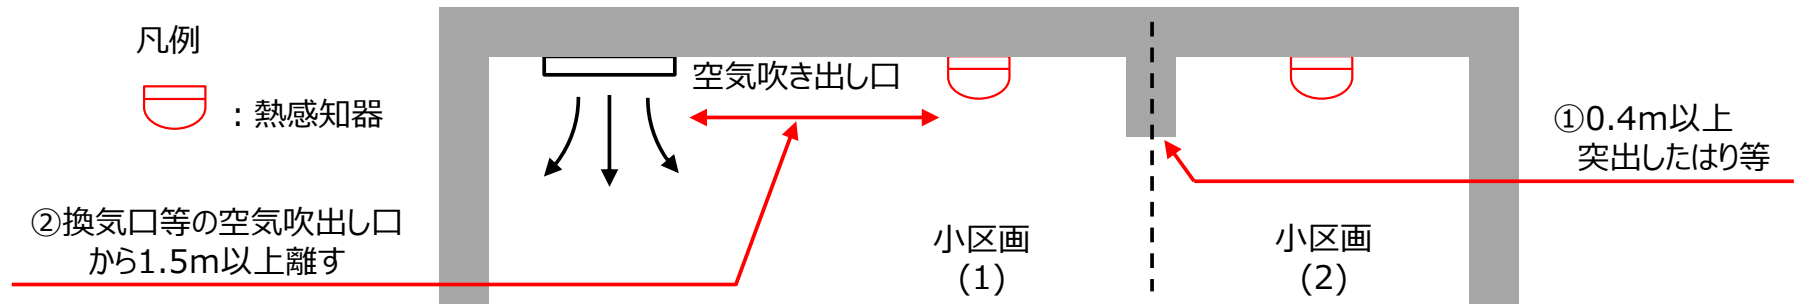 凡例
：熱感知器
空気吹き出し口
①0.4m以上
突出したはり等
②換気口等の空気吹出し口
から1.5m以上離す
小区画
(1)
小区画
(2)